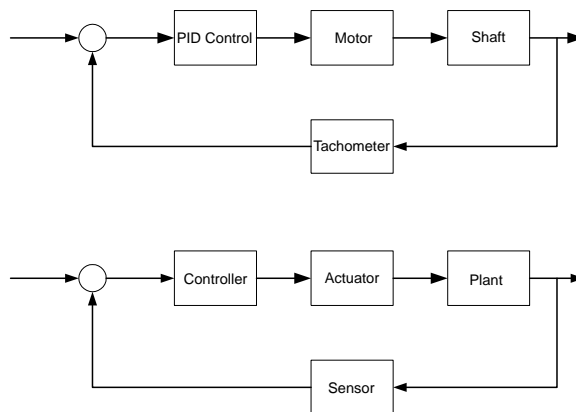 PID Control
Motor
Shaft
Tachometer
Controller
Actuator
Plant
Sensor